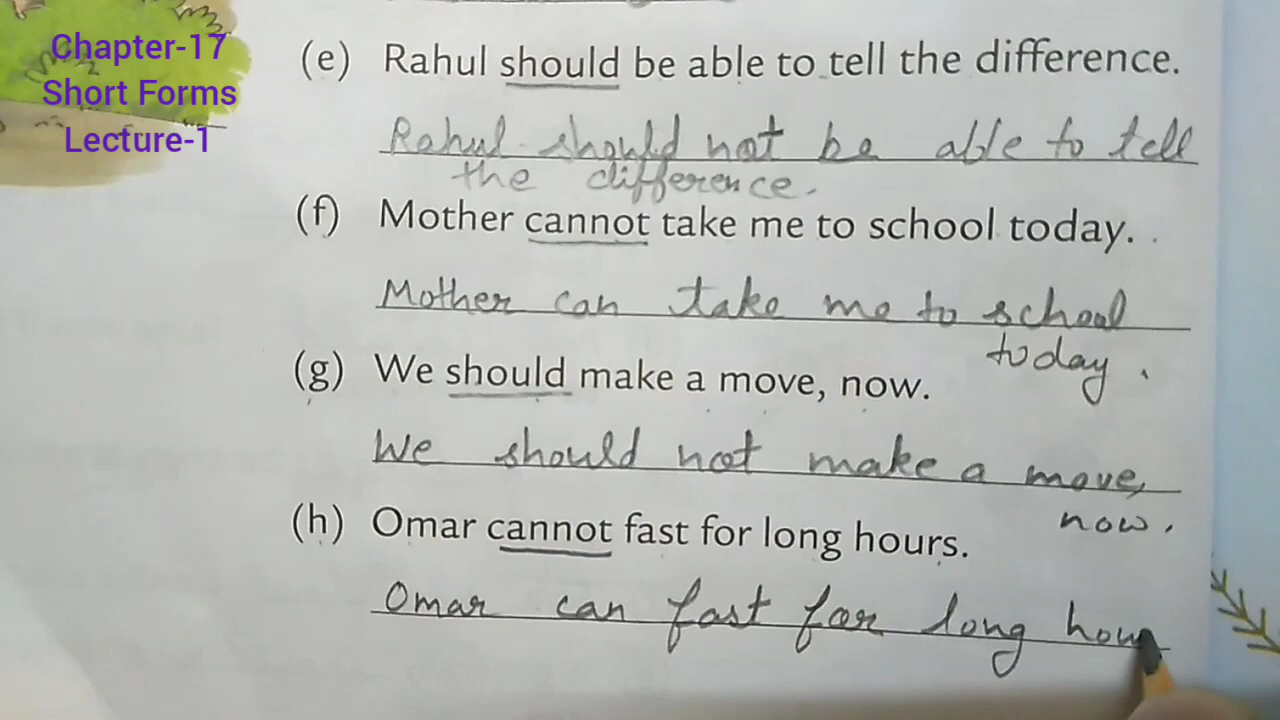 Chapter-17
Short Forms
Lecture-1
(e) Rahul should be able to tell the difference.
Rahul should not be able to tell
the difference.
(f) Mother cannot take me to school today.
Mother can take me to school
today.
(g) We should make a move, now.
We should not make a move,
now.
(h) Omar cannot fast for long hours.
Omar can fast for long